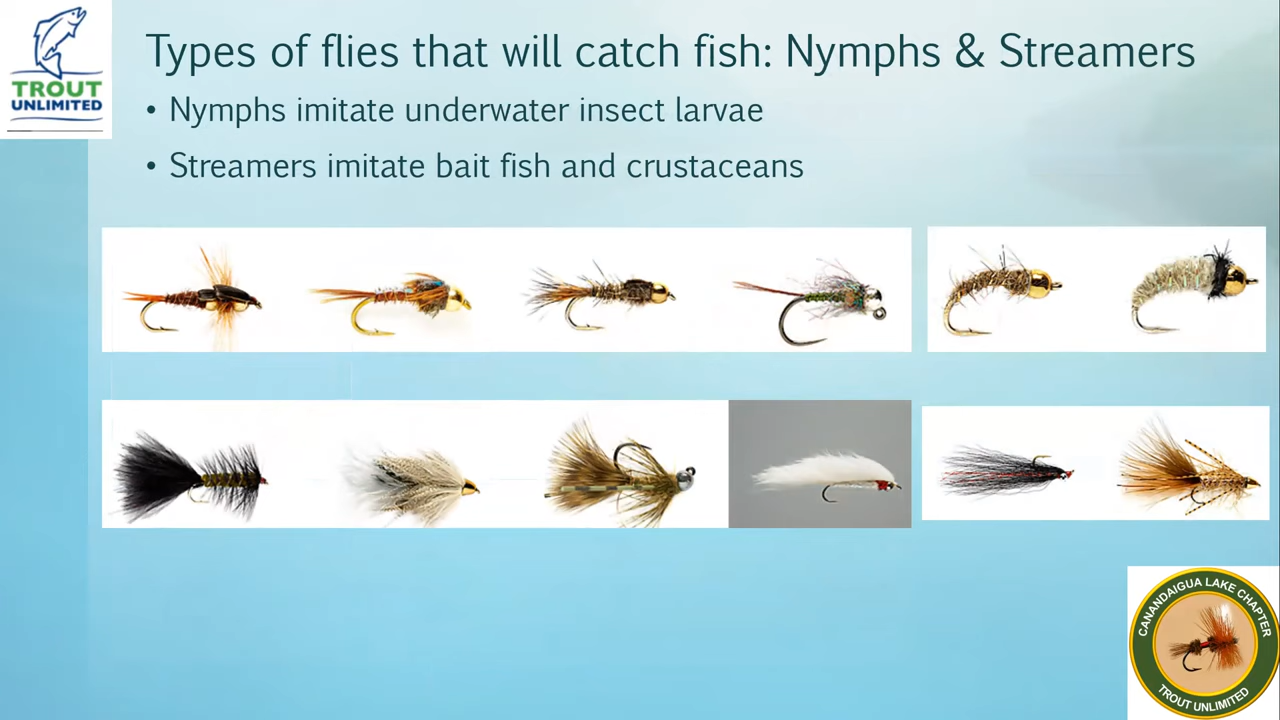 TROUT
UNLIMITED
Types of flies that will catch fish: Nymphs & Streamers
• Nymphs imitate underwater insect larvae
• Streamers imitate bait fish and crustaceans
CANANDAIGUA LAKE CHAPTER
TROUT UNLIMITED